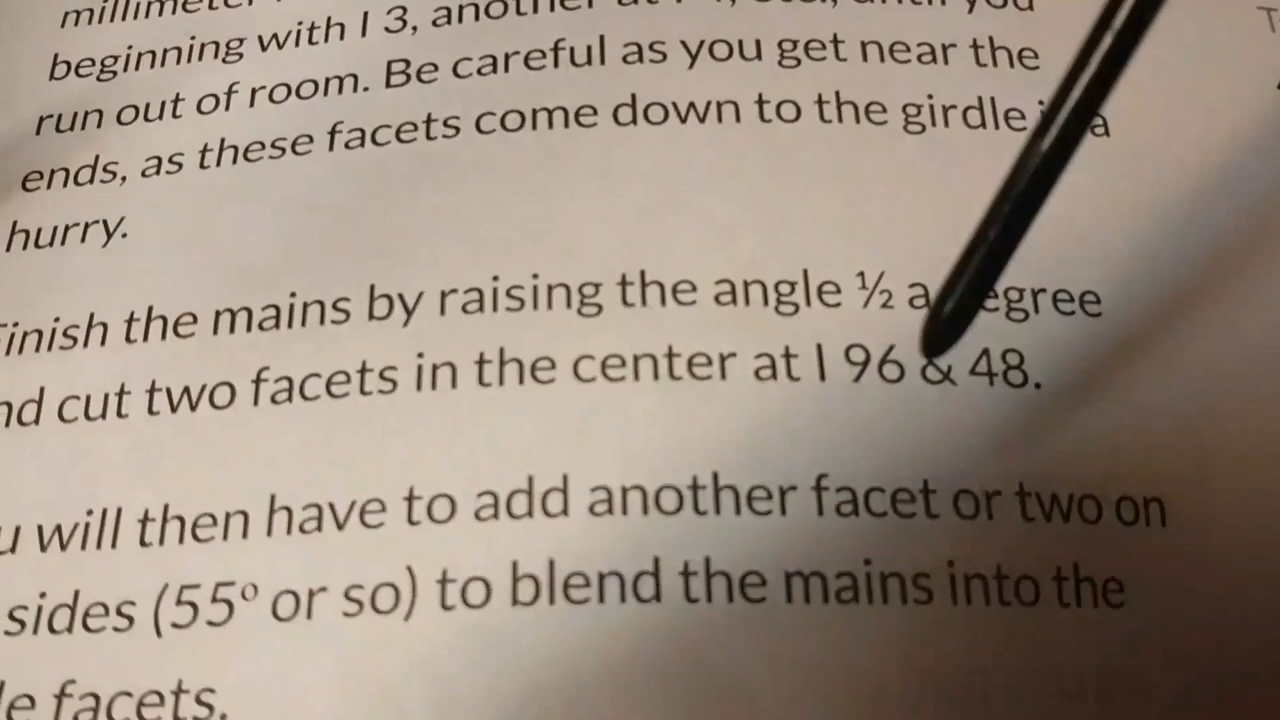 beginning with I 3, another
run out of room. Be careful as you get near the
ends, as these facets come down to the girdle a
hurry.
Finish the mains by raising the angle ½ a
cut two facets in the center at I 96 & 48.
will then have to add another facet or two on
sides (55° or so) to blend the mains into the
facets.